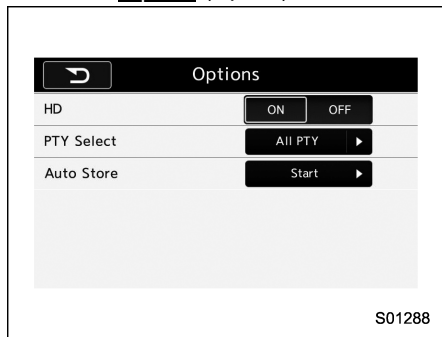 Options
HD ON OFF
PTY Select All PTY
Auto Store Start
S01288